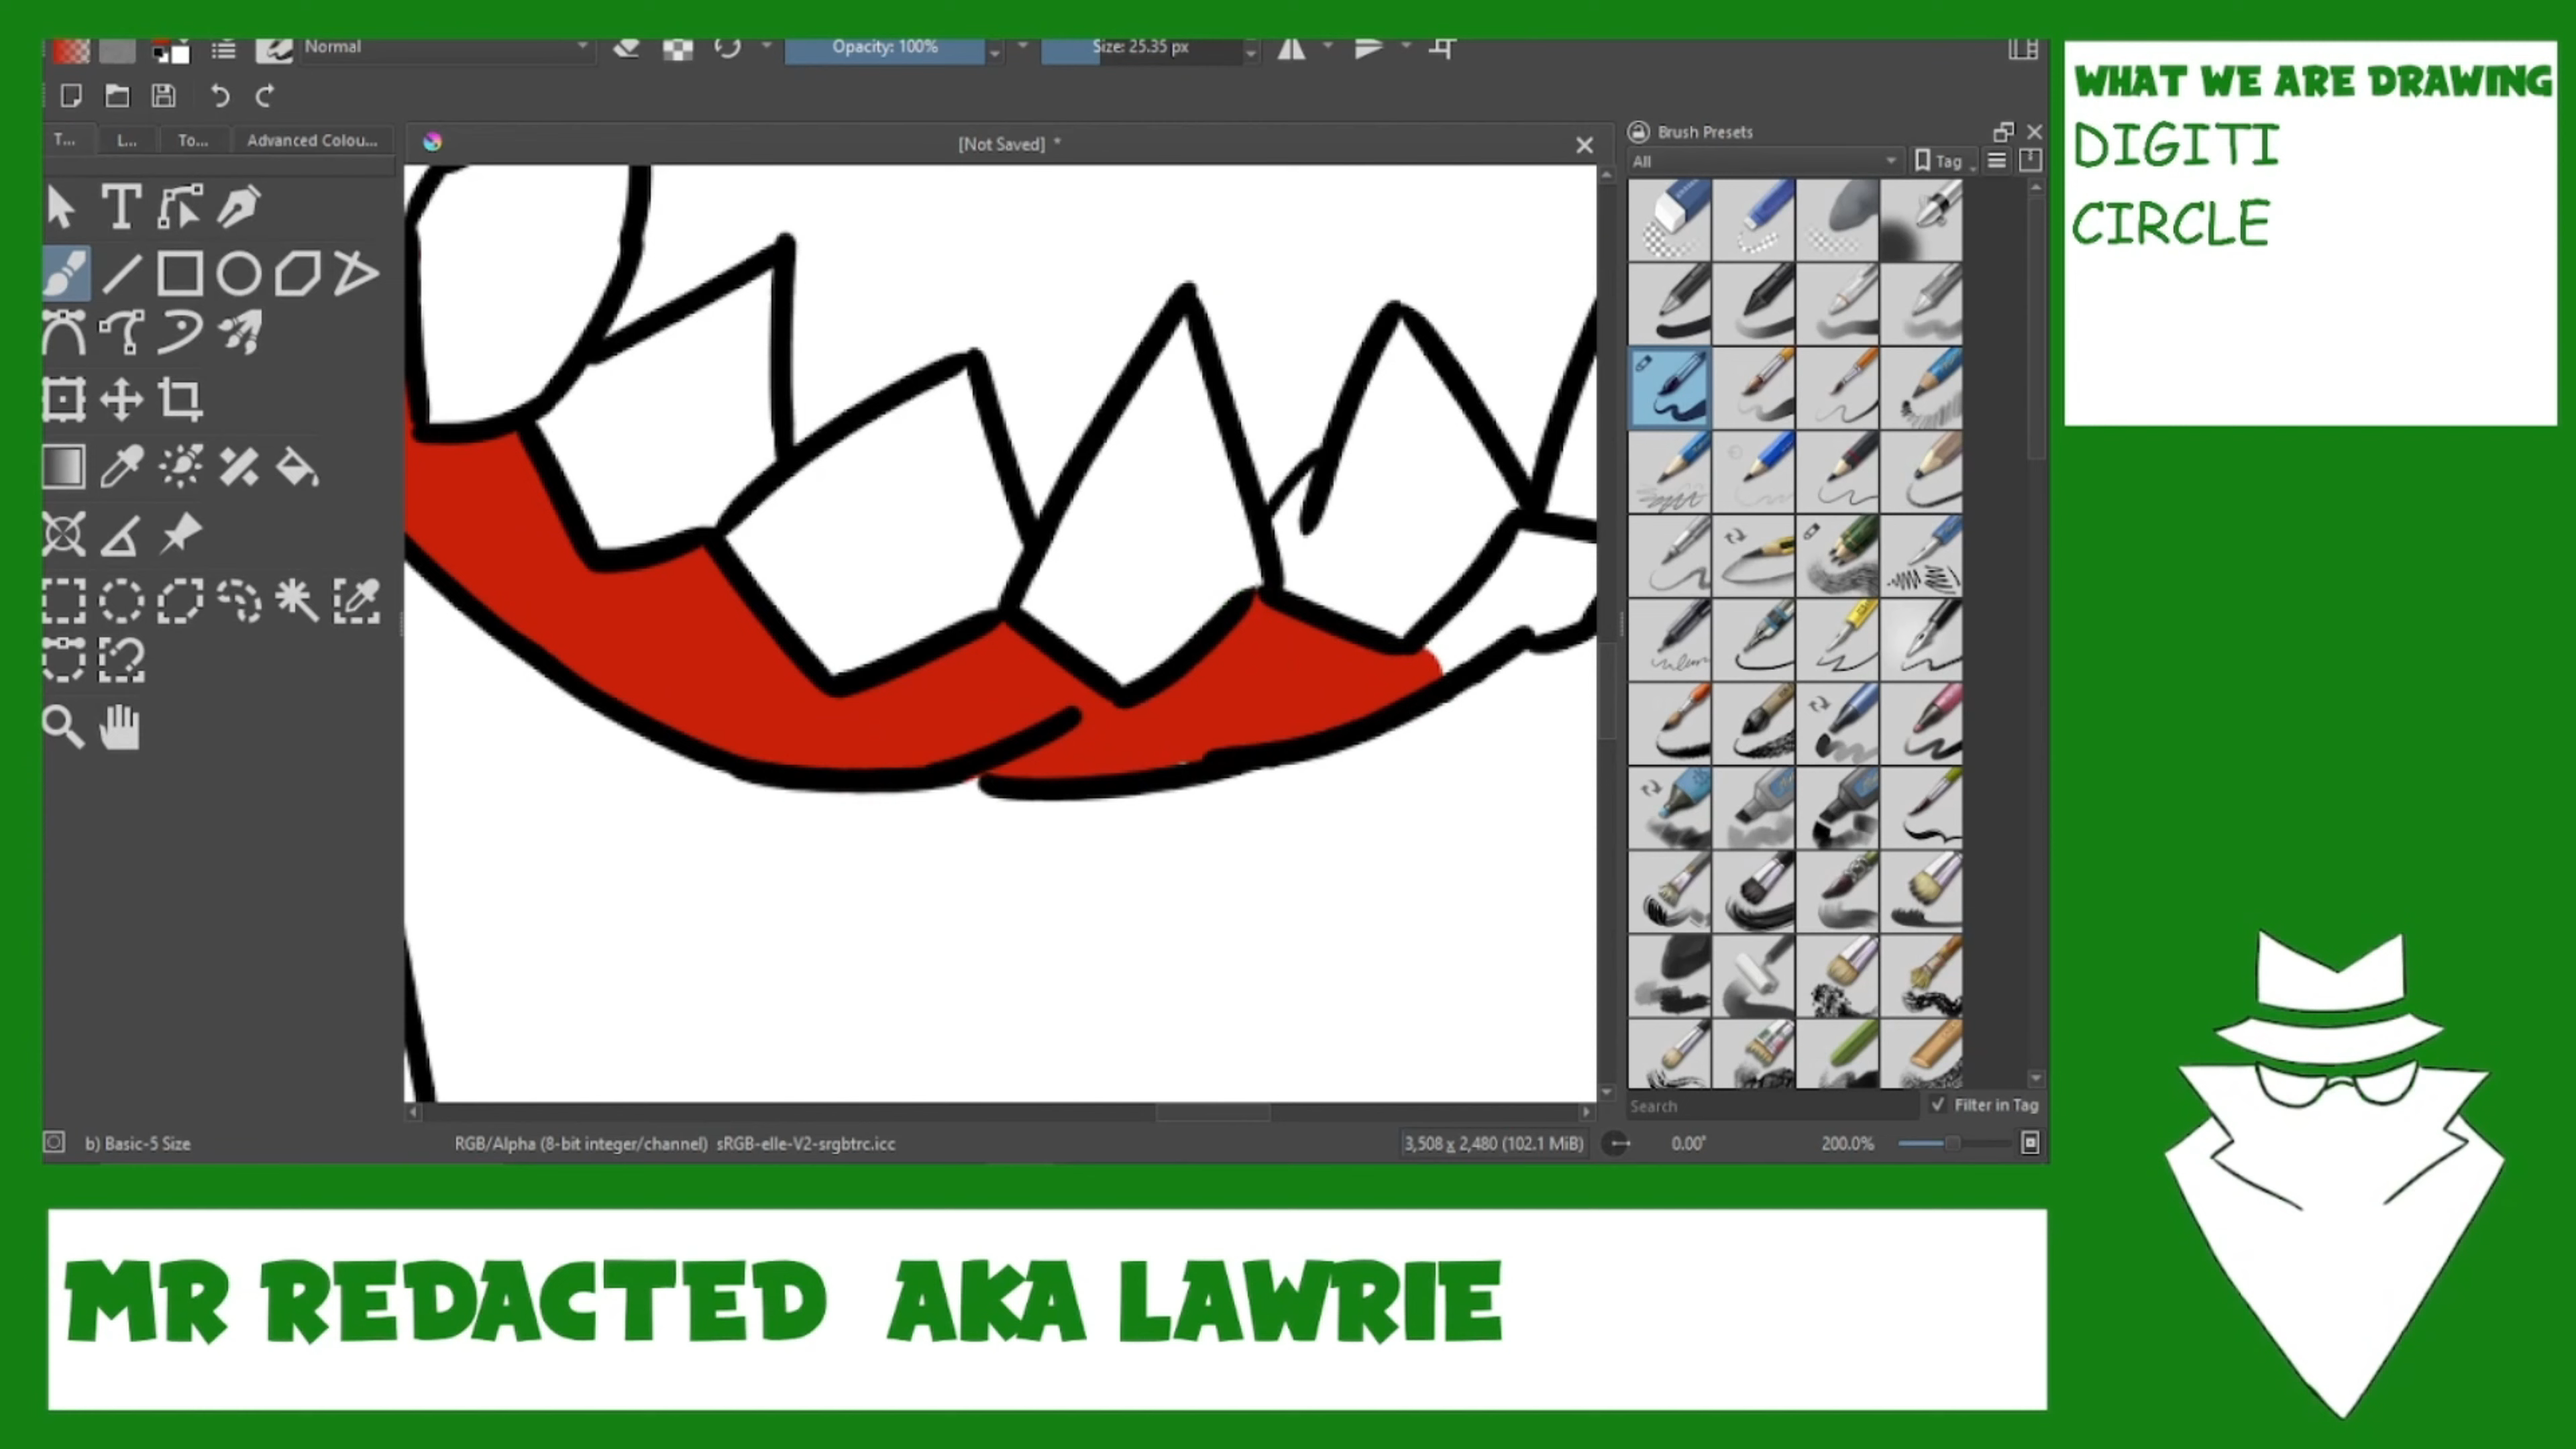 Normal
Opacity: 100%
Size: 25.35 px
WHAT WE ARE DRAWING
DIGITI
CIRCLE
T...
L...
To...
Advanced Colou...
[Not Saved] *
Brush Presets
All
Tag
Search
Filter in Tag
b) Basic-5 Size
RGB/Alpha (8-bit integer/channel) sRGB-elle-V2-srgbtrc.icc
3,508 x 2,480 (102.1 MiB)
0.00°
200.0%
MR REDACTED AKA LAWRIE